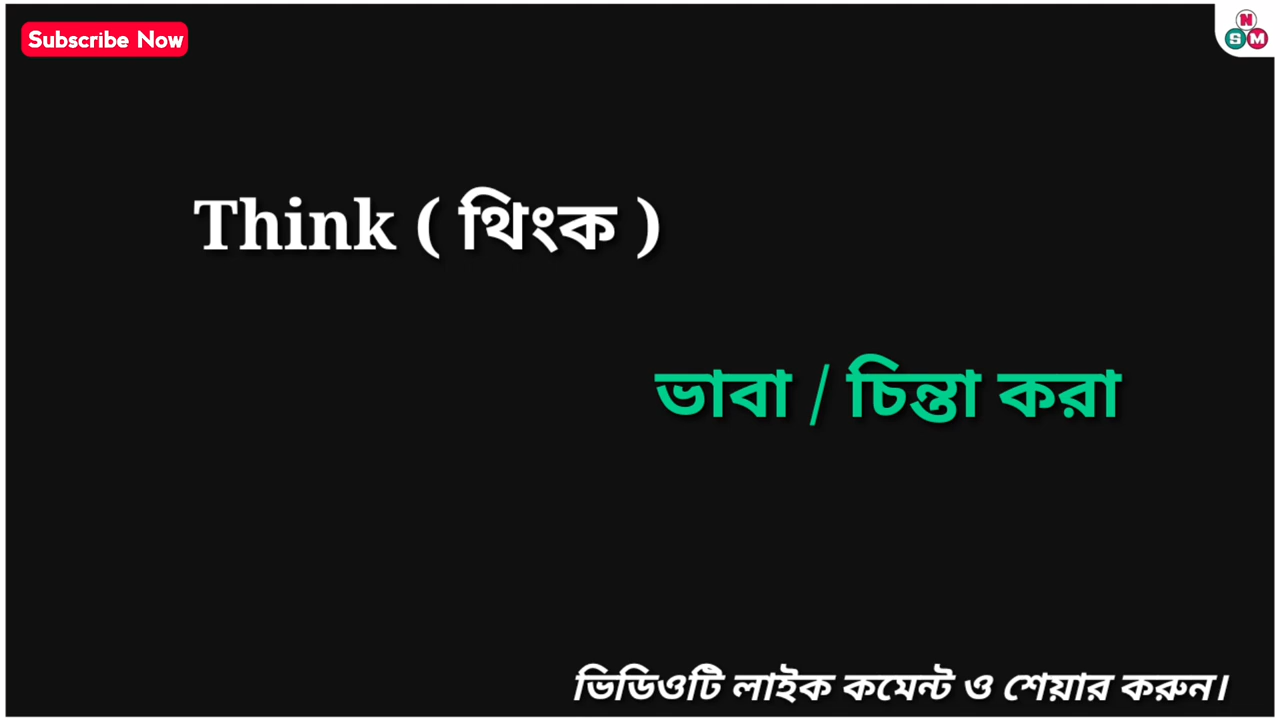 Subscribe Now
N
S M
Think ( থিংক )
ভাবা / চিন্তা করা
ভিডিওটি লাইক কমেন্ট ও শেয়ার করুন।